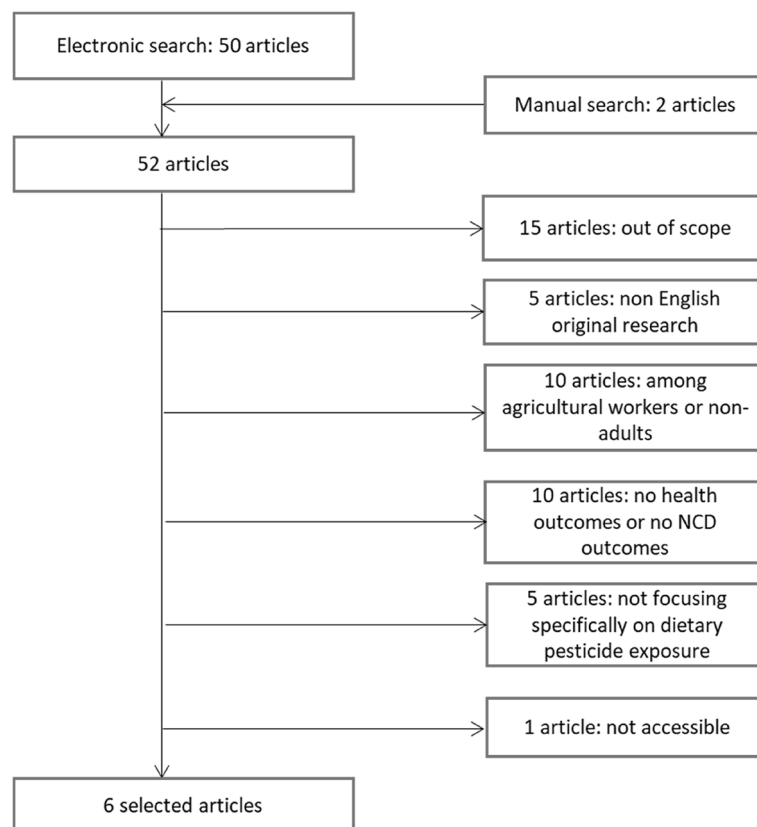 Electronic search: 50 articles
Manual search: 2 articles
52 articles
15 articles: out of scope
5 articles: non English
original research
10 articles: among
agricultural workers or non-
adults
10 articles: no health
outcomes or no NCD
outcomes
5 articles: not focusing
specifically on dietary
pesticide exposure
1 article: not accessible
6 selected articles